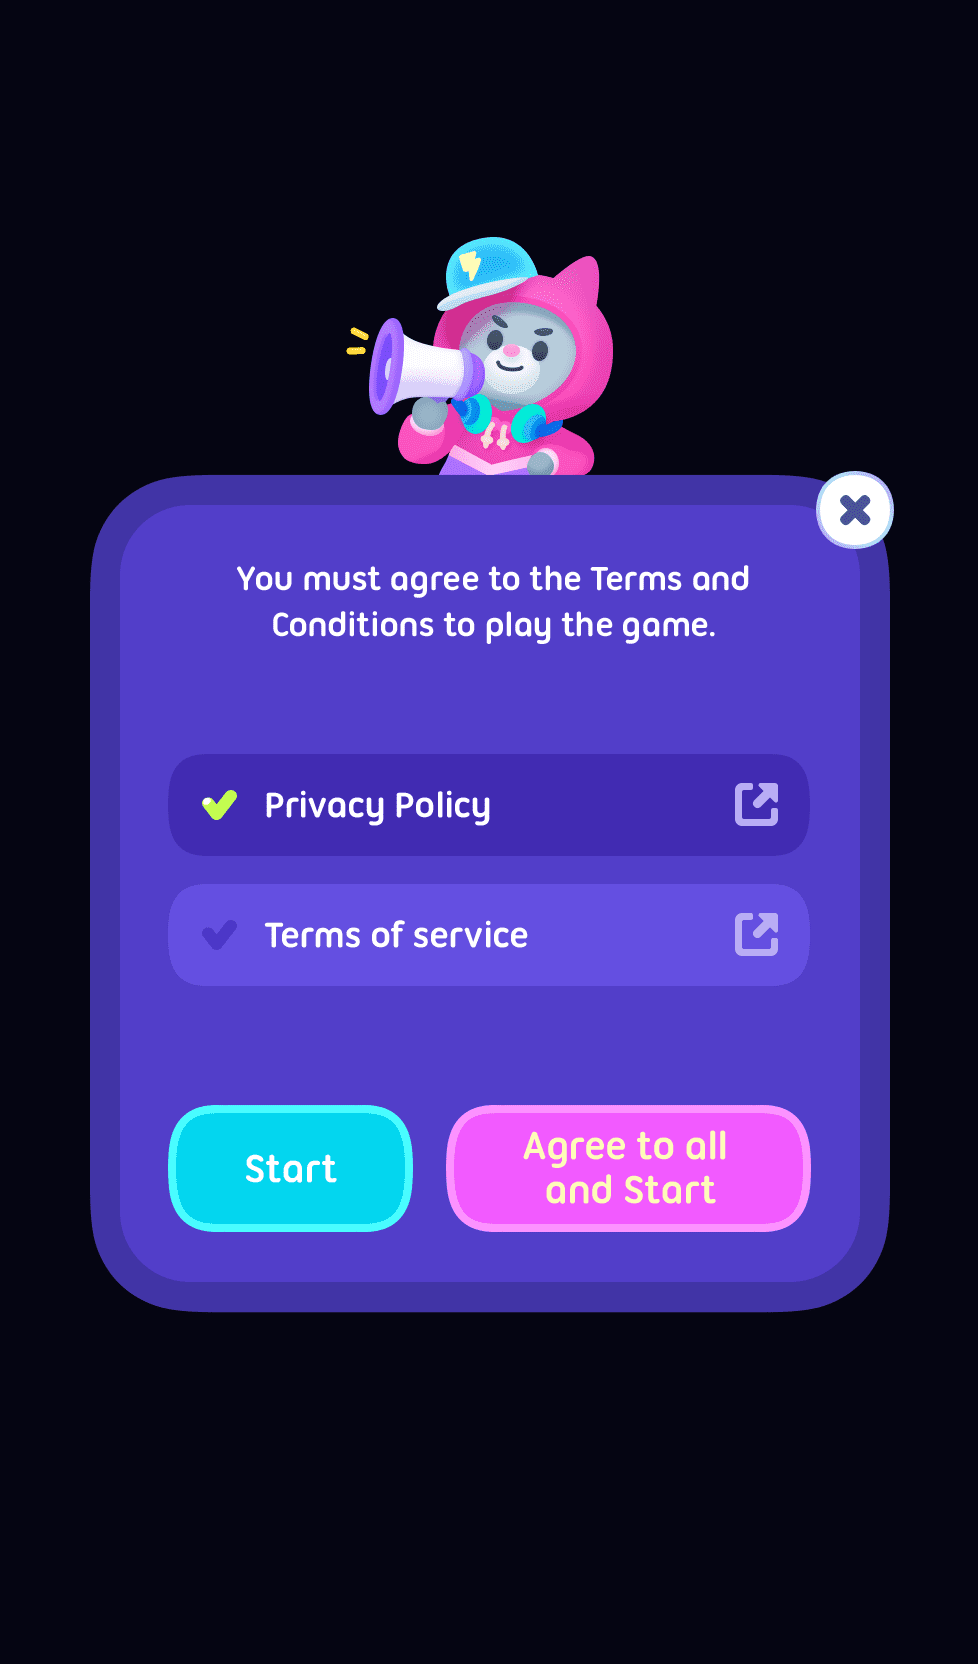 You must agree to the Terms and
Conditions to play the game.
Privacy Policy
Terms of service
Start
Agree to all
and Start